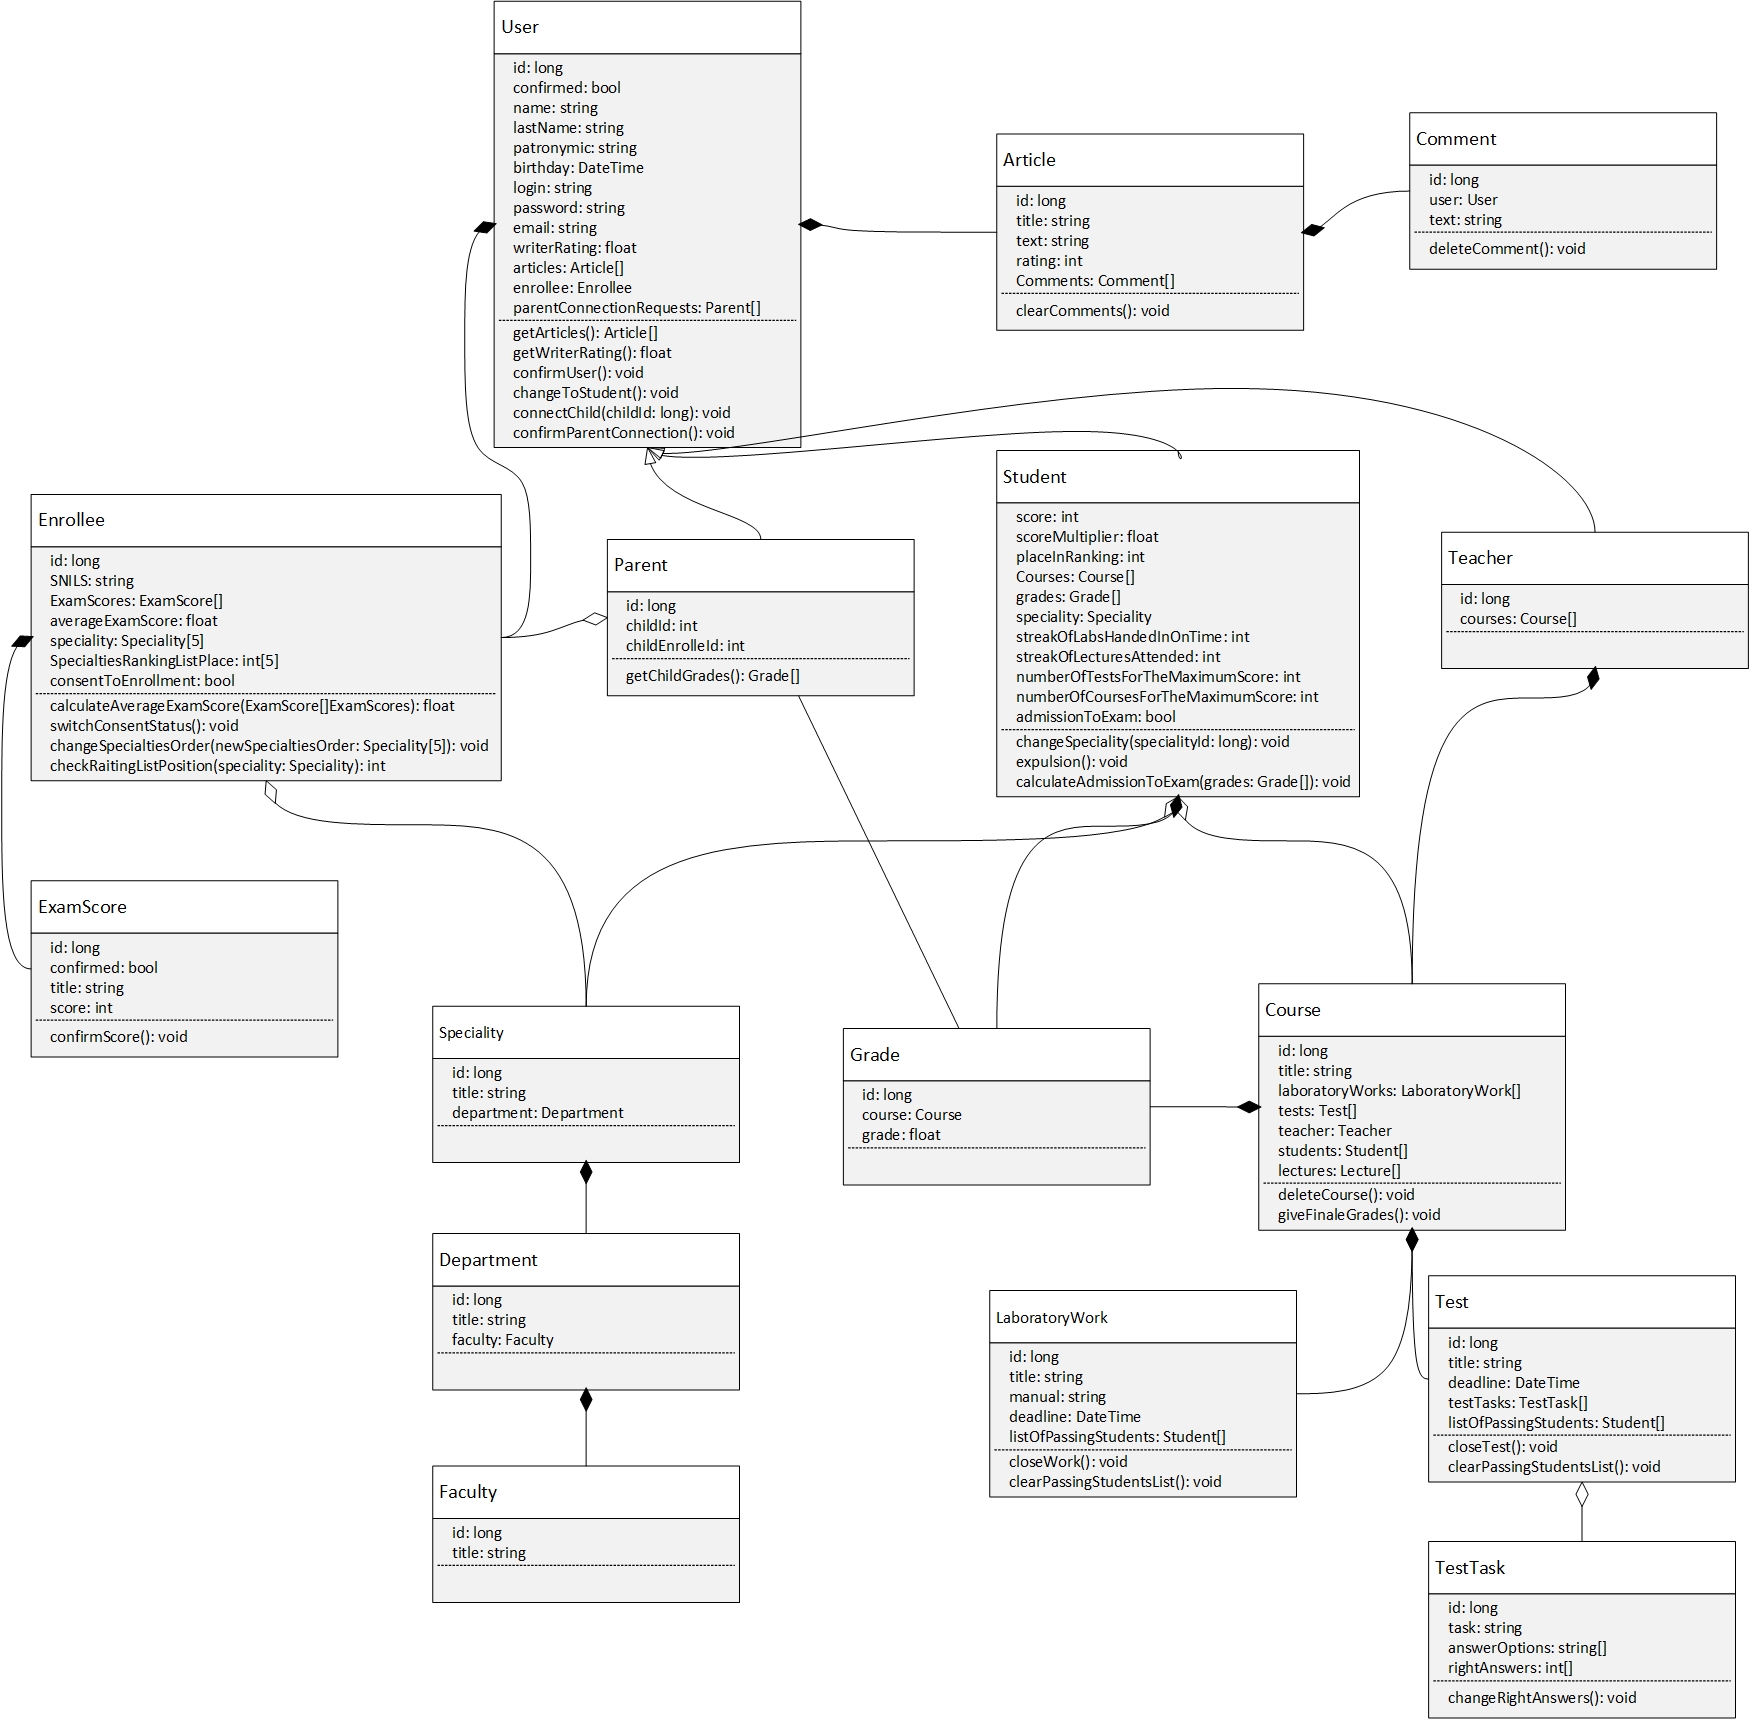 User
id: long
confirmed: bool
name: string
lastName: string
patronymic: string
birthday: DateTime
login: string
password: string
email: string
writerRating: float
articles: Article[]
enrollee: Enrollee
parentConnectionRequests: Parent[]
getArticles(): Article[]
getWriterRating(): float
confirmUser(): void
changeToStudent(): void
connectChild(childId: long): void
confirmParentConnection(): void
Article
id: long
title: string
text: string
rating: int
Comments: Comment[]
clearComments(): void
Comment
id: long
user: User
text: string
deleteComment(): void
Enrollee
id: long
SNILS: string
ExamScores: ExamScore[]
averageExamScore: float
speciality: Speciality[5]
SpecialtiesRankingListPlace: int[5]
consentToEnrollment: bool
calculateAverageExamScore(ExamScore[]ExamScores): float
switchConsentStatus(): void
changeSpecialtiesOrder(newSpecialtiesOrder: Speciality[5]): void
checkRaitingListPosition(speciality: Speciality): int
Parent
id: long
childId: int
childEnrolleId: int
getChildGrades(): Grade[]
Student
score: int
scoreMultiplier: float
placeInRanking: int
Courses: Course[]
grades: Grade[]
speciality: Speciality
streakOfLabsHandedInOnTime: int
streakOfLecturesAttended: int
numberOfTestsForTheMaximumScore: int
numberOfCoursesForTheMaximumScore: int
admissionToExam: bool
changeSpeciality(specialityId: long): void
expulsion(): void
calculateAdmissionToExam(grades: Grade[]): void
Teacher
id: long
courses: Course[]
ExamScore
id: long
confirmed: bool
title: string
score: int
confirmScore(): void
Speciality
id: long
title: string
department: Department
Grade
id: long
course: Course
grade: float
Course
id: long
title: string
laboratoryWorks: LaboratoryWork[]
tests: Test[]
teacher: Teacher
students: Student[]
lectures: Lecture[]
deleteCourse(): void
giveFinaleGrades(): void
Department
id: long
title: string
faculty: Faculty
LaboratoryWork
id: long
title: string
manual: string
deadline: DateTime
listOfPassingStudents: Student[]
closeWork(): void
clearPassingStudentsList(): void
Test
id: long
title: string
deadline: DateTime
testTasks: TestTask[]
listOfPassingStudents: Student[]
closeTest(): void
clearPassingStudentsList(): void
Faculty
id: long
title: string
TestTask
id: long
task: string
answerOptions: string[]
rightAnswers: int[]
changeRightAnswers(): void